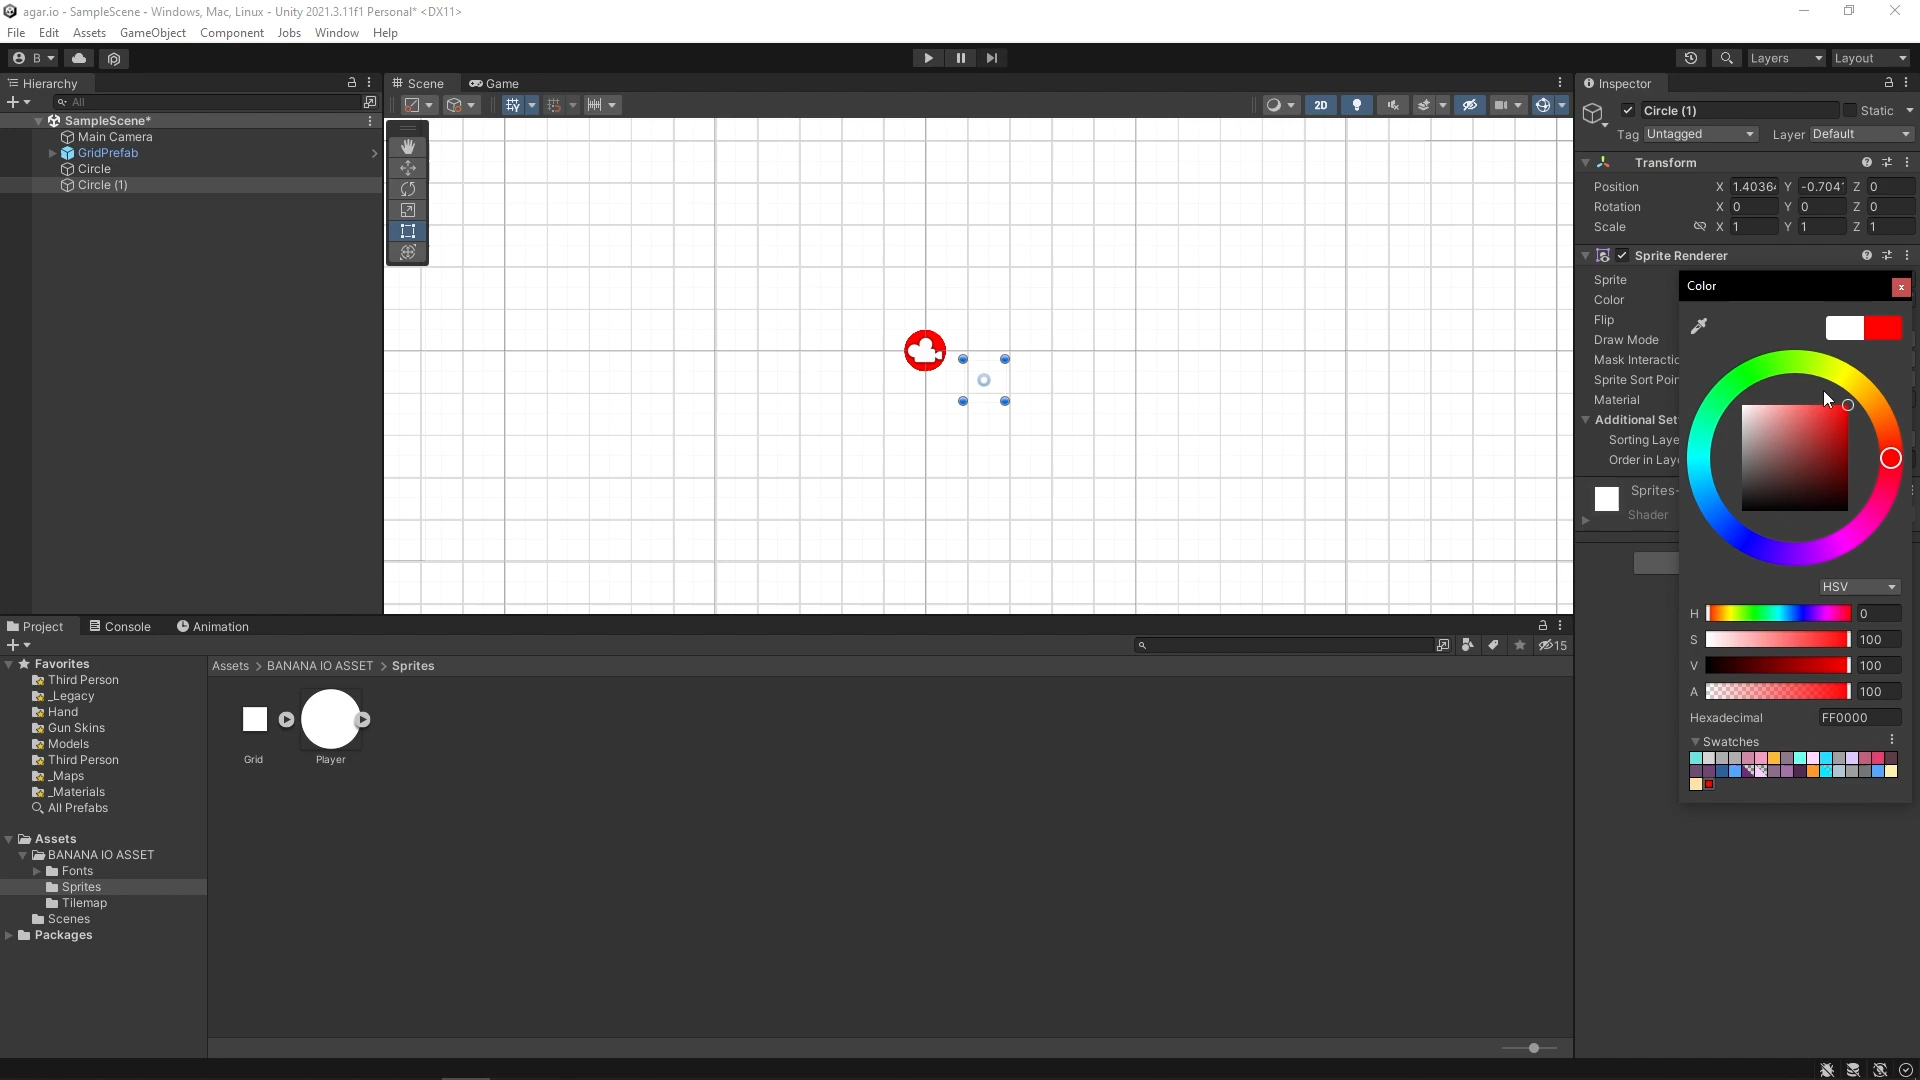 agar.io - SampleScene - Windows, Mac, Linux - Unity 2021.3.11f1 Personal* <DX11>
File Edit Assets GameObject Component Jobs Window Help
B Layers Layout
Hierarchy Scene Game Inspector
All 2D Circle (1) Static
SampleScene*
Main Camera Tag Untagged Layer Default
GridPrefab
Circle
Circle (1)
Transform
Position X 1.4036 Y -0.704 Z 0
Rotation X 0 Y 0 Z 0
Scale X 1 Y 1 Z 1
Sprite Renderer
Sprite
Color
Flip
Draw Mode
Mask Interactio
Sprite Sort Poin
Material
Additional Set
Sorting Laye
Order in Lay
Sprites-
Shader
Color
x
HSV
H 0
S 100
V 100
A 100
Hexadecimal FF0000
Swatches
Project Console Animation
15
Favorites
Third Person
_Legacy
Hand
Gun Skins
Models
Third Person
_Maps
_Materials
All Prefabs
Assets
BANANA IO ASSET
Fonts
Sprites
Tilemap
Scenes
Packages
Assets > BANANA IO ASSET > Sprites
Grid Player